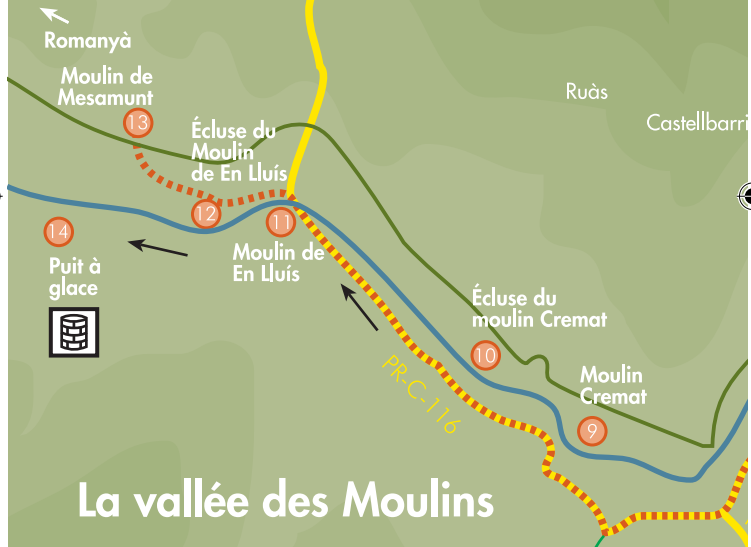 Romanyà
Moulin de
Mesamunt
13
Ruàs
Castellbarri
Écluse du
Moulin
de En Lluís
12
11
14
Moulin de
En Lluís
Puit à
glace
Écluse du
moulin Cremat
10
PR-C-116
Moulin
Cremat
9
La vallée des Moulins